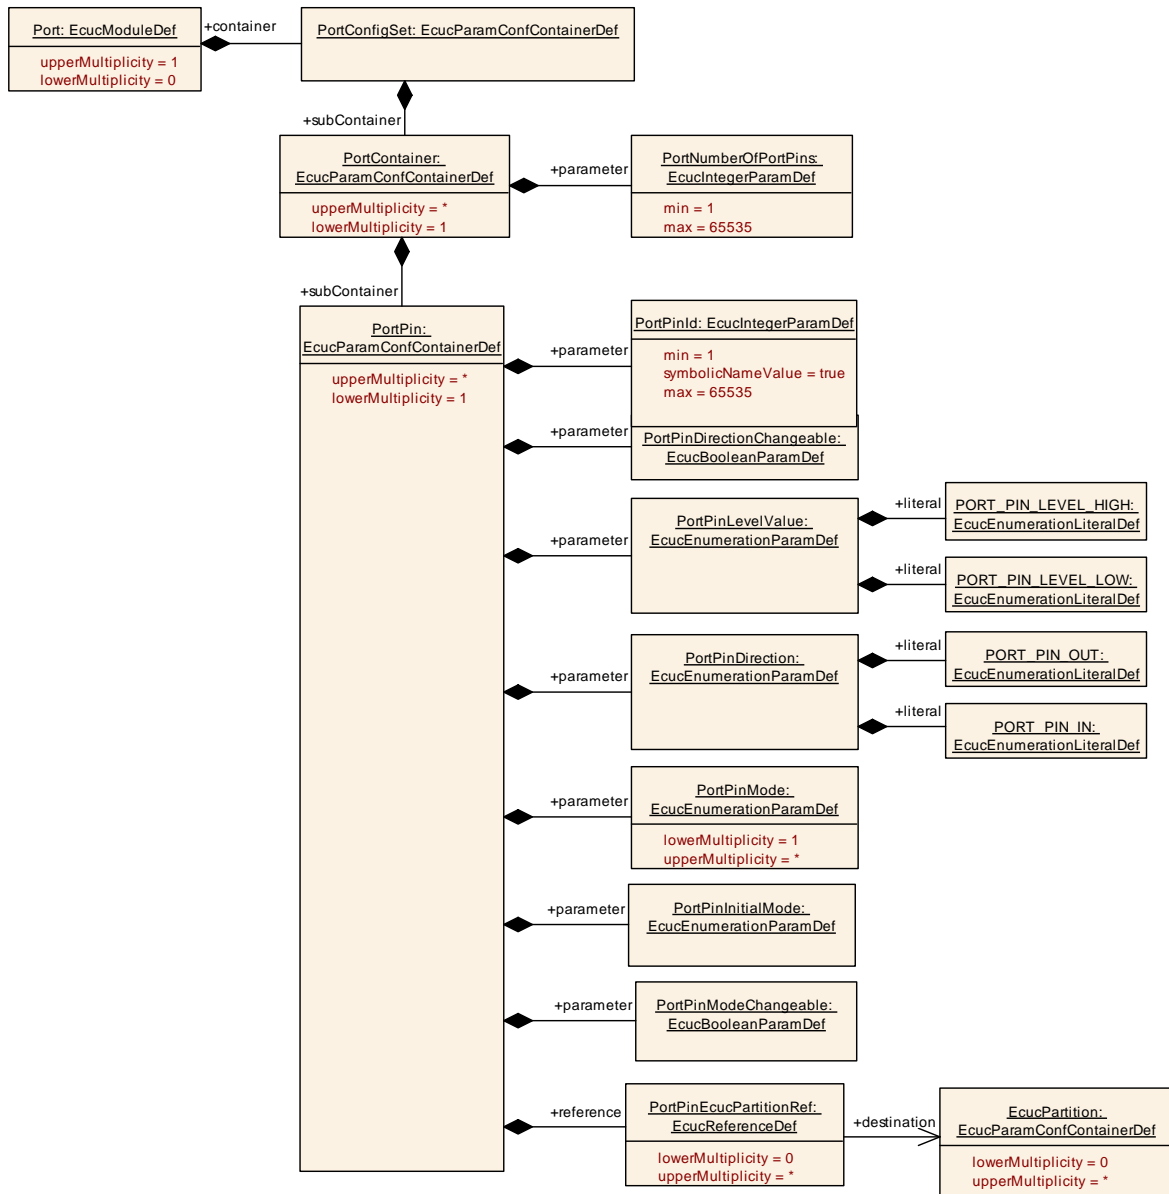 Port: EcucModuleDef
upperMultiplicity = 1
lowerMultiplicity = 0
+container
PortConfigSet: EcucParamConfContainerDef
+subContainer
PortContainer:
EcucParamConfContainerDef
upperMultiplicity = *
lowerMultiplicity = 1
+parameter
PortNumberOfPortPins:
EcucIntegerParamDef
min = 1
max = 65535
+subContainer
PortPin:
EcucParamConfContainerDef
upperMultiplicity = *
lowerMultiplicity = 1
+parameter
PortPinId: EcucIntegerParamDef
min = 1
symbolicNameValue = true
max = 65535
+parameter
PortPinDirectionChangeable:
EcucBooleanParamDef
+parameter
PortPinLevelValue:
EcucEnumerationParamDef
+literal
PORT_PIN_LEVEL_HIGH:
EcucEnumerationLiteralDef
+literal
PORT_PIN_LEVEL_LOW:
EcucEnumerationLiteralDef
+parameter
PortPinDirection:
EcucEnumerationParamDef
+literal
PORT_PIN_OUT:
EcucEnumerationLiteralDef
+literal
PORT_PIN_IN:
EcucEnumerationLiteralDef
+parameter
PortPinMode:
EcucEnumerationParamDef
lowerMultiplicity = 1
upperMultiplicity = *
+parameter
PortPinInitialMode:
EcucEnumerationParamDef
+parameter
PortPinModeChangeable:
EcucBooleanParamDef
+reference
PortPinEcucPartitionRef:
EcucReferenceDef
lowerMultiplicity = 0
upperMultiplicity = *
+destination
EcucPartition:
EcucParamConfContainerDef
lowerMultiplicity = 0
upperMultiplicity = *